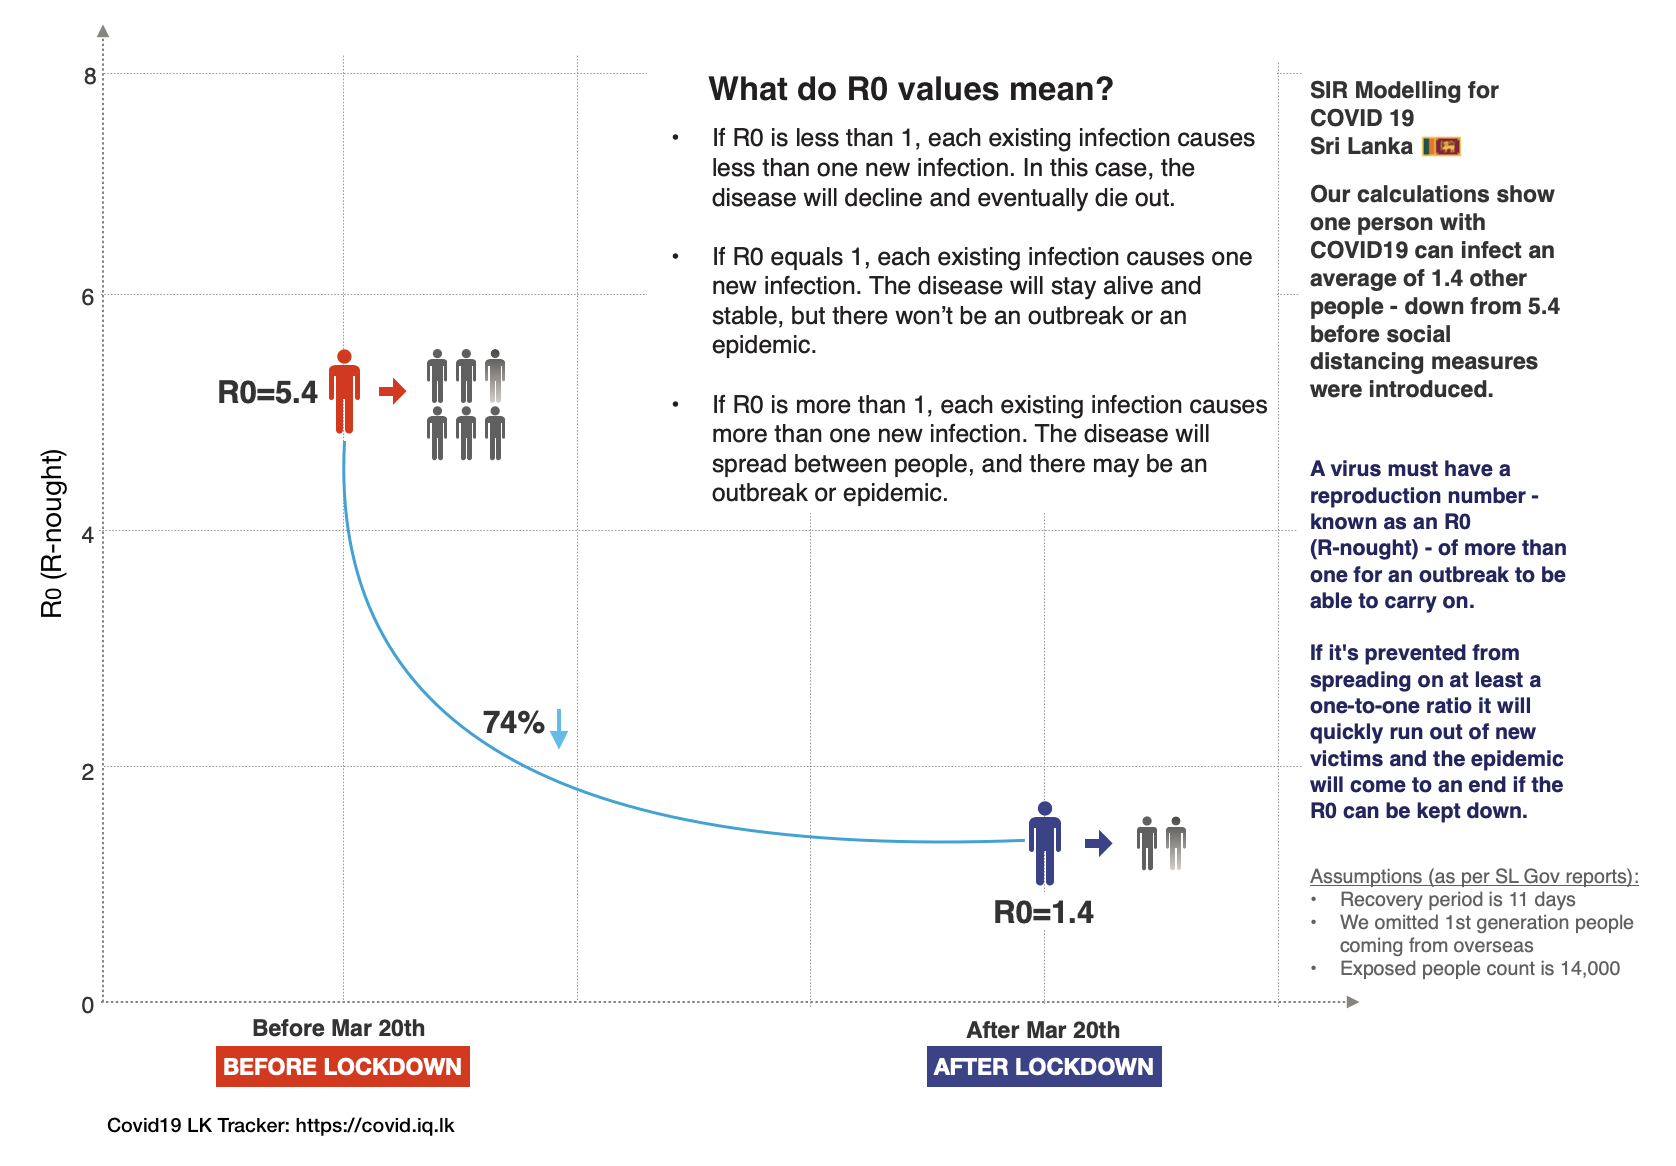 8
6
4
2
0
R0 (R-nought)
R0=5.4
74%
R0=1.4
What do R0 values mean?
• If R0 is less than 1, each existing infection causes
less than one new infection. In this case, the
disease will decline and eventually die out.
• If R0 equals 1, each existing infection causes one
new infection. The disease will stay alive and
stable, but there won’t be an outbreak or an
epidemic.
• If R0 is more than 1, each existing infection causes
more than one new infection. The disease will
spread between people, and there may be an
outbreak or epidemic.
SIR Modelling for
COVID 19
Sri Lanka
Our calculations show
one person with
COVID19 can infect an
average of 1.4 other
people - down from 5.4
before social
distancing measures
were introduced.
A virus must have a
reproduction number -
known as an R0
(R-nought) - of more than
one for an outbreak to be
able to carry on.
If it's prevented from
spreading on at least a
one-to-one ratio it will
quickly run out of new
victims and the epidemic
will come to an end if the
R0 can be kept down.
Assumptions (as per SL Gov reports):
• Recovery period is 11 days
• We omitted 1st generation people
coming from overseas
• Exposed people count is 14,000
Before Mar 20th
BEFORE LOCKDOWN
After Mar 20th
AFTER LOCKDOWN
Covid19 LK Tracker: https://covid.iq.lk